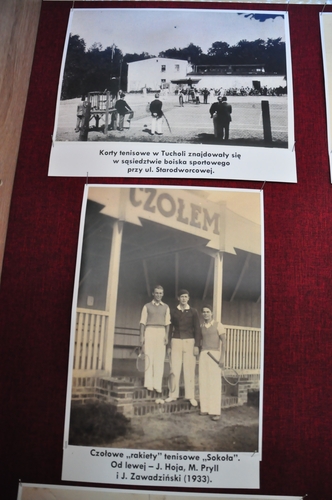 Korty tenisowe w Tucholi znajdowały się
w sąsiedztwie boiska sportowego
przy ul. Starodworcowej.
CZOŁEM
Czołowe „rakiety" tenisowe „Sokoła".
Od lewej – J. Hoja, M. Pryll
i J. Zawadziński (1933).